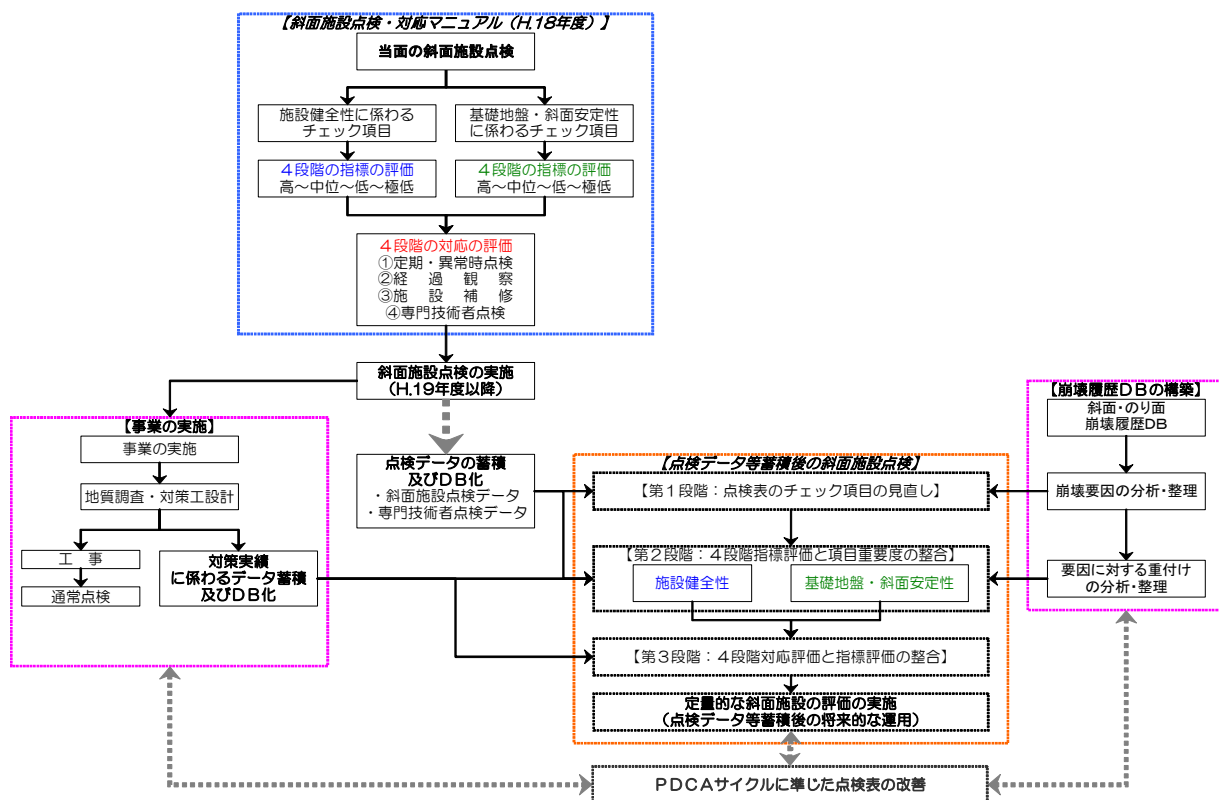 【斜面施設点検・対応マニュアル（H.18年度）】
当面の斜面施設点検
施設健全性に係わる
チェック項目
基礎地盤・斜面安定性
に係わるチェック項目
４段階の指標の評価
高～中位～低～極低
４段階の指標の評価
高～中位～低～極低
４段階の対応の評価
①定期・異常時点検
②経　過　観　察
③施　設　補　修
④専門技術者点検
斜面施設点検の実施
（H.19年度以降）
【事業の実施】
事業の実施
地質調査・対策工設計
工　事
通常点検
対策実績
に係わるデータ蓄積
及びＤＢ化
点検データの蓄積
及びＤＢ化
・斜面施設点検データ
・専門技術者点検データ
【点検データ等蓄積後の斜面施設点検】
【第１段階：点検表のチェック項目の見直し】
【第２段階：４段階指標評価と項目重要度の整合】
施設健全性
基礎地盤・斜面安定性
【第３段階：４段階対応評価と指標評価の整合】
定量的な斜面施設の評価の実施
（点検データ等蓄積後の将来的な運用）
【崩壊履歴ＤＢの構築】
斜面・のり面
崩壊履歴DB
崩壊要因の分析・整理
要因に対する重付け
の分析・整理
ＰＤＣＡサイクルに準じた点検表の改善